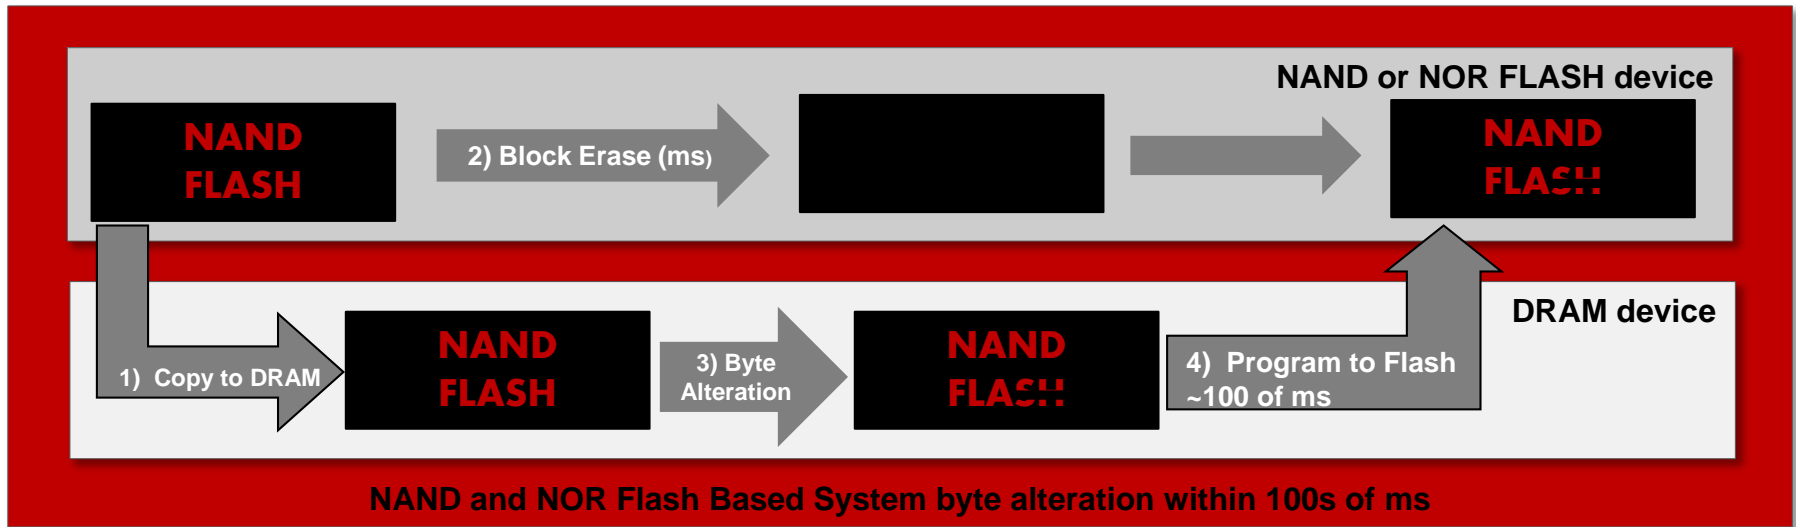 NAND or NOR FLASH device
NAND
FLASH
2) Block Erase (ms)
NAND
FLASH
DRAM device
1) Copy to DRAM
NAND
FLASH
3) Byte
Alteration
NAND
FLASH
4) Program to Flash
~100 of ms
NAND and NOR Flash Based System byte alteration within 100s of ms